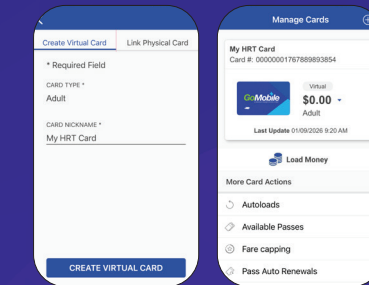 Create Virtual Card
Link Physical Card
* Required Field
CARD TYPE *
Adult
CARD NICKNAME *
My HRT Card
CREATE VIRTUAL CARD
Manage Cards
My HRT Card
Card #: 00000001767889893854
GoMobile
Virtual
$0.00
Adult
Last Update 01/09/2026 9:20 AM
Load Money
More Card Actions
Autoloads
Available Passes
Fare capping
Pass Auto Renewals